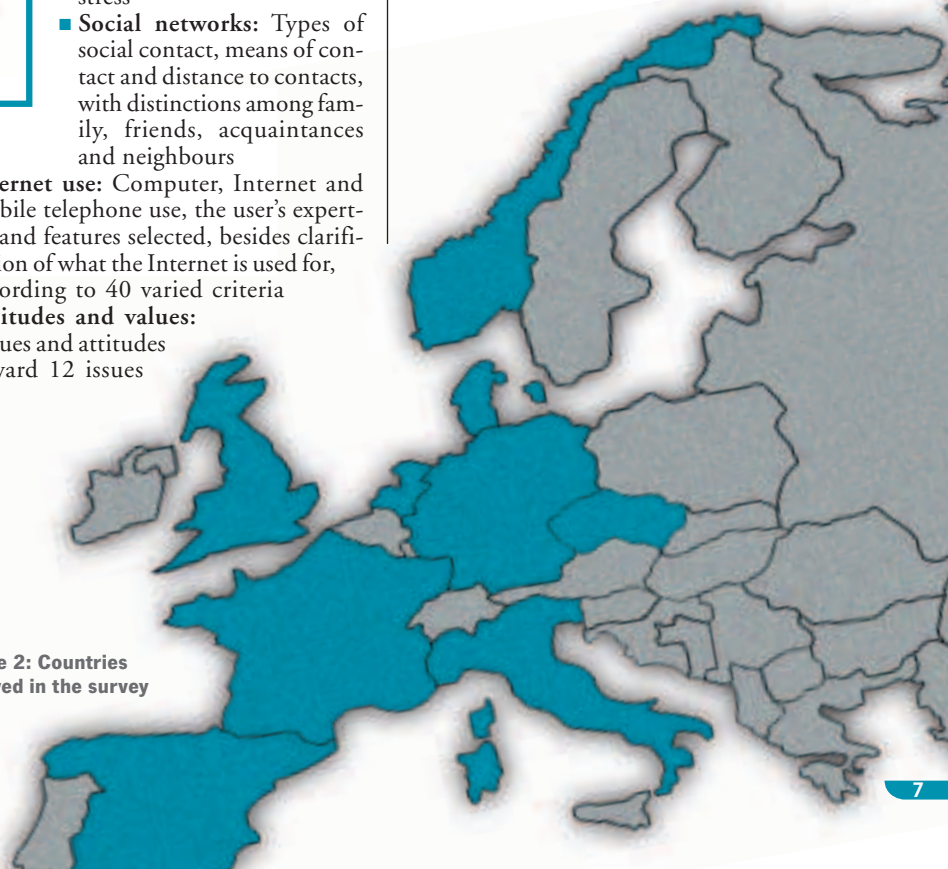 stress
■ Social networks: Types of
social contact, means of con-
tact and distance to contacts,
with distinctions among fam-
ily, friends, acquaintances
and neighbours
ernet use: Computer, Internet and
bile telephone use, the user's expert-
and features selected, besides clarifi-
ion of what the Internet is used for,
ording to 40 varied criteria
itudes and values:
ues and attitudes
ward 12 issues
e 2: Countries
ed in the survey
7